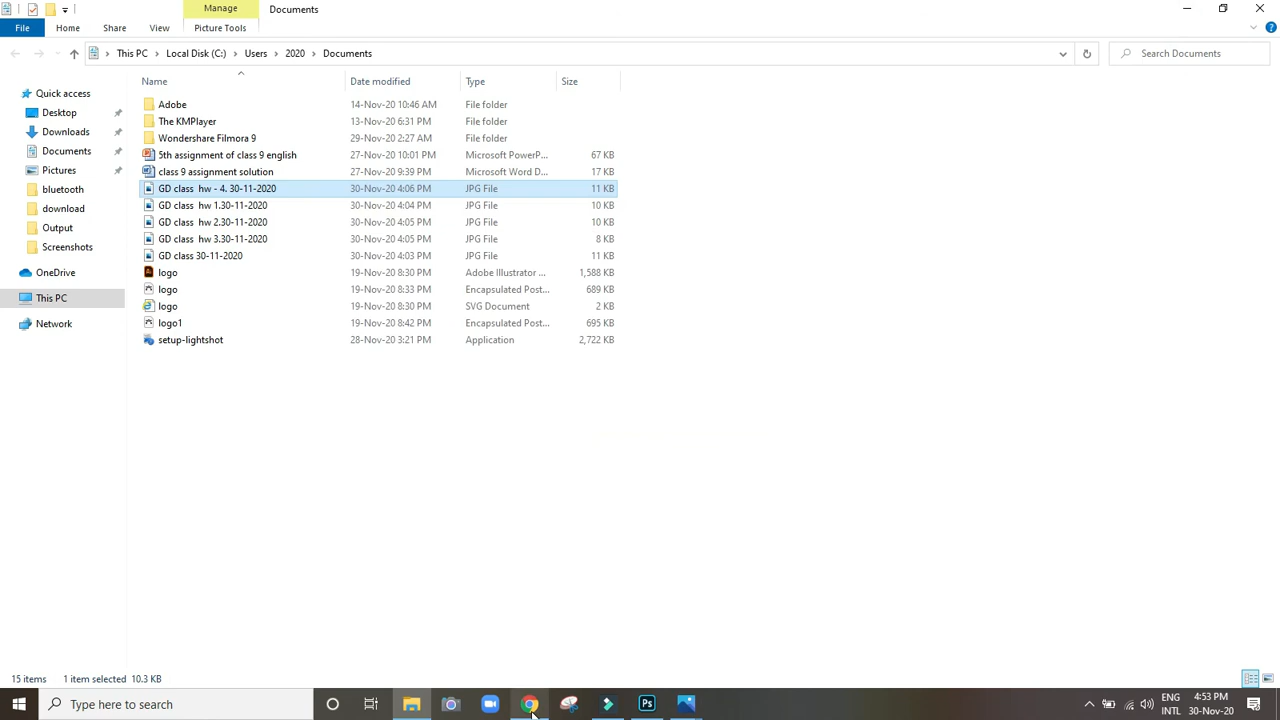 Manage
Documents
File
Home
Share
View
Picture Tools
This PC
Local Disk (C:)
Users
2020
Documents
Search Documents
Name
Date modified
Type
Size
Quick access
Desktop
Downloads
Documents
Pictures
bluetooth
download
Output
Screenshots
OneDrive
This PC
Network
Adobe 14-Nov-20 10:46 AM File folder
The KMPlayer 13-Nov-20 6:31 PM File folder
Wondershare Filmora 9 29-Nov-20 2:27 AM File folder
5th assignment of class 9 english 27-Nov-20 10:01 PM Microsoft PowerP... 67 KB
class 9 assignment solution 27-Nov-20 9:39 PM Microsoft Word D... 17 KB
GD class hw - 4. 30-11-2020 30-Nov-20 4:06 PM JPG File 11 KB
GD class hw 1.30-11-2020 30-Nov-20 4:04 PM JPG File 10 KB
GD class hw 2.30-11-2020 30-Nov-20 4:05 PM JPG File 10 KB
GD class hw 3.30-11-2020 30-Nov-20 4:05 PM JPG File 8 KB
GD class 30-11-2020 30-Nov-20 4:03 PM JPG File 11 KB
logo 19-Nov-20 8:30 PM Adobe Illustrator ... 1,588 KB
logo 19-Nov-20 8:33 PM Encapsulated Post... 689 KB
logo 19-Nov-20 8:30 PM SVG Document 2 KB
logo1 19-Nov-20 8:42 PM Encapsulated Post... 695 KB
setup-lightshot 28-Nov-20 3:21 PM Application 2,722 KB
15 items 1 item selected 10.3 KB
Type here to search
Ps
ENG
INTL
4:53 PM
30-Nov-20